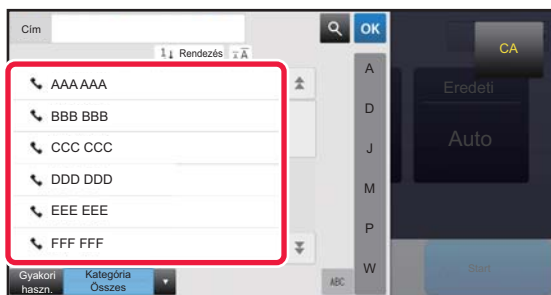 Cím
OK
CA
Rendezés
A
AAA AAA
BBB BBB
CCC CCC
DDD DDD
EEE EEE
FFF FFF
A
D
J
M
P
W
Eredeti
Auto
Gyakori
haszn.
Kategória
Összes
ABC
Start